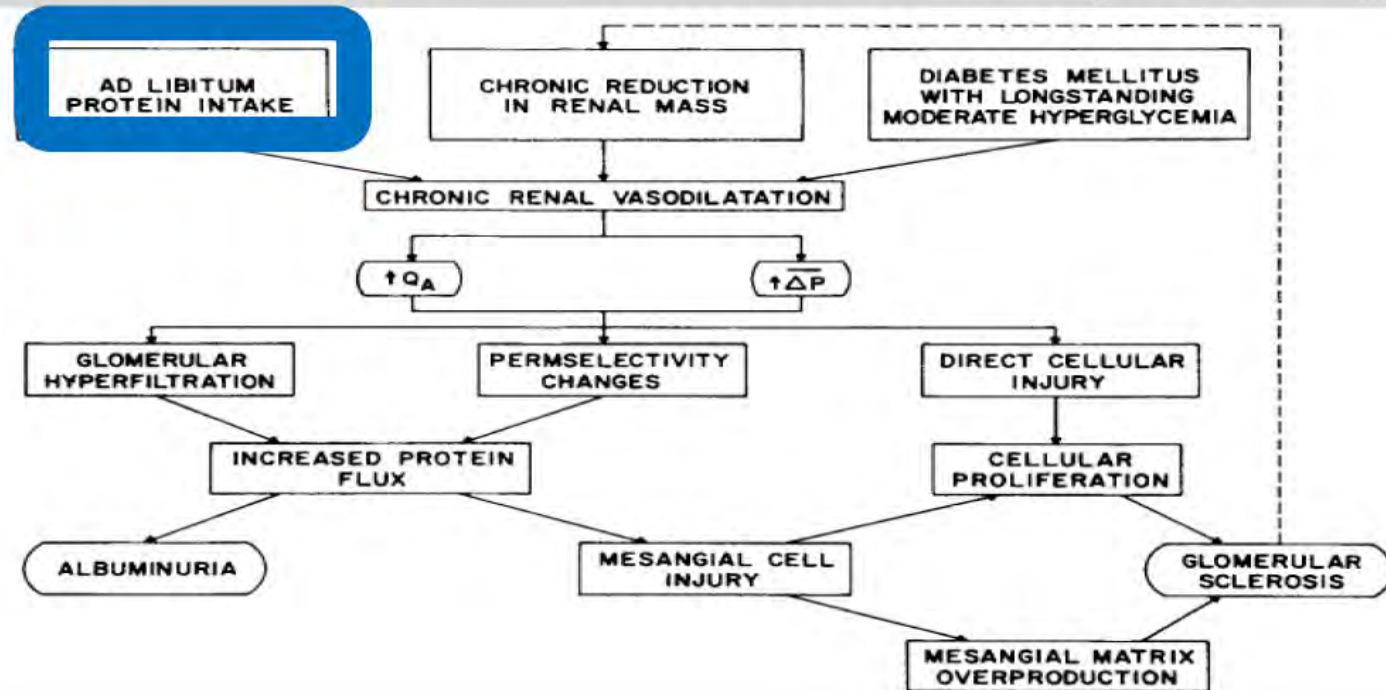 AD LIBITUM
PROTEIN INTAKE
CHRONIC REDUCTION
IN RENAL MASS
DIABETES MELLITUS
WITH LONGSTANDING
MODERATE HYPERGLYCEMIA
CHRONIC RENAL VASODILATATION
↑QA
↑ΔP
GLOMERULAR
HYPERFILTRATION
PERMSELECTIVITY
CHANGES
DIRECT CELLULAR
INJURY
INCREASED PROTEIN
FLUX
CELLULAR
PROLIFERATION
ALBUMINURIA
MESANGIAL CELL
INJURY
GLOMERULAR
SCLEROSIS
MESANGIAL MATRIX
OVERPRODUCTION